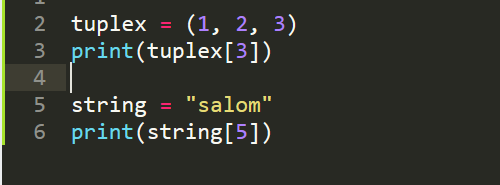 2 tuplex = (1, 2, 3)
3 print(tuplex[3])
4
5 string = "salom"
6 print(string[5])